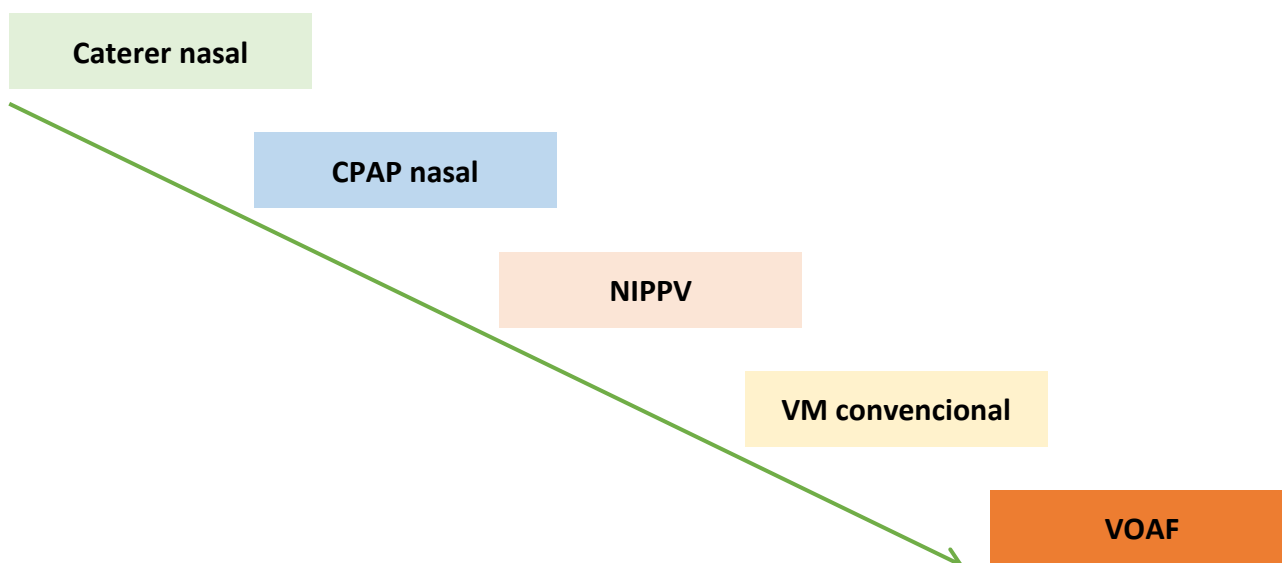 Caterer nasal
CPAP nasal
NIPPV
VM convencional
VOAF